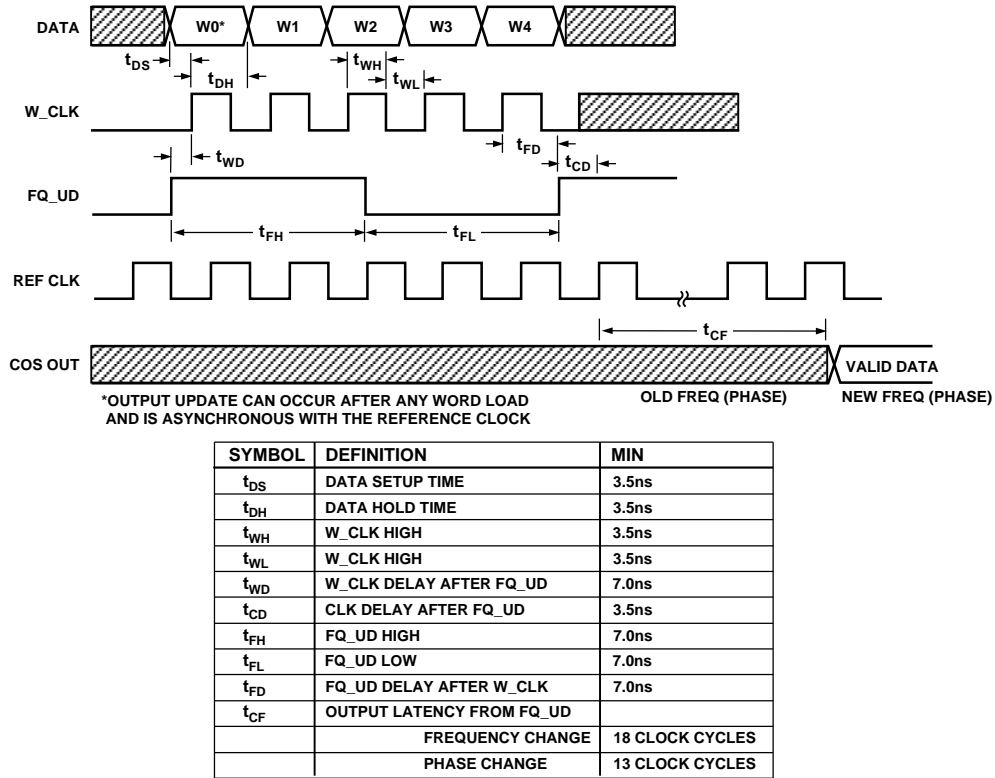 DATA W0* W1 W2 W3 W4
tDS tDH tWH tWL
W_CLK
tWD tFD tCD
FQ_UD
tFH tFL
REF CLK
tCF
COS OUT VALID DATA
*OUTPUT UPDATE CAN OCCUR AFTER ANY WORD LOAD OLD FREQ (PHASE) NEW FREQ (PHASE)
AND IS ASYNCHRONOUS WITH THE REFERENCE CLOCK
SYMBOL DEFINITION MIN
tDS DATA SETUP TIME 3.5ns
tDH DATA HOLD TIME 3.5ns
tWH W_CLK HIGH 3.5ns
tWL W_CLK HIGH 3.5ns
tWD W_CLK DELAY AFTER FQ_UD 7.0ns
tCD CLK DELAY AFTER FQ_UD 3.5ns
tFH FQ_UD HIGH 7.0ns
tFL FQ_UD LOW 7.0ns
tFD FQ_UD DELAY AFTER W_CLK 7.0ns
tCF OUTPUT LATENCY FROM FQ_UD
FREQUENCY CHANGE 18 CLOCK CYCLES
PHASE CHANGE 13 CLOCK CYCLES